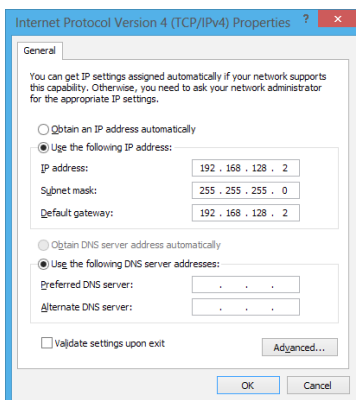 Internet Protocol Version 4 (TCP/IPv4) Properties ? ×
General
You can get IP settings assigned automatically if your network supports
this capability. Otherwise, you need to ask your network administrator
for the appropriate IP settings.
Obtain an IP address automatically
Use the following IP address:
IP address: 192 . 168 . 128 . 2
Subnet mask: 255 . 255 . 255 . 0
Default gateway: 192 . 168 . 128 . 2
Obtain DNS server address automatically
Use the following DNS server addresses:
Preferred DNS server: . . .
Alternate DNS server: . . .
Validate settings upon exit
Advanced...
OK Cancel